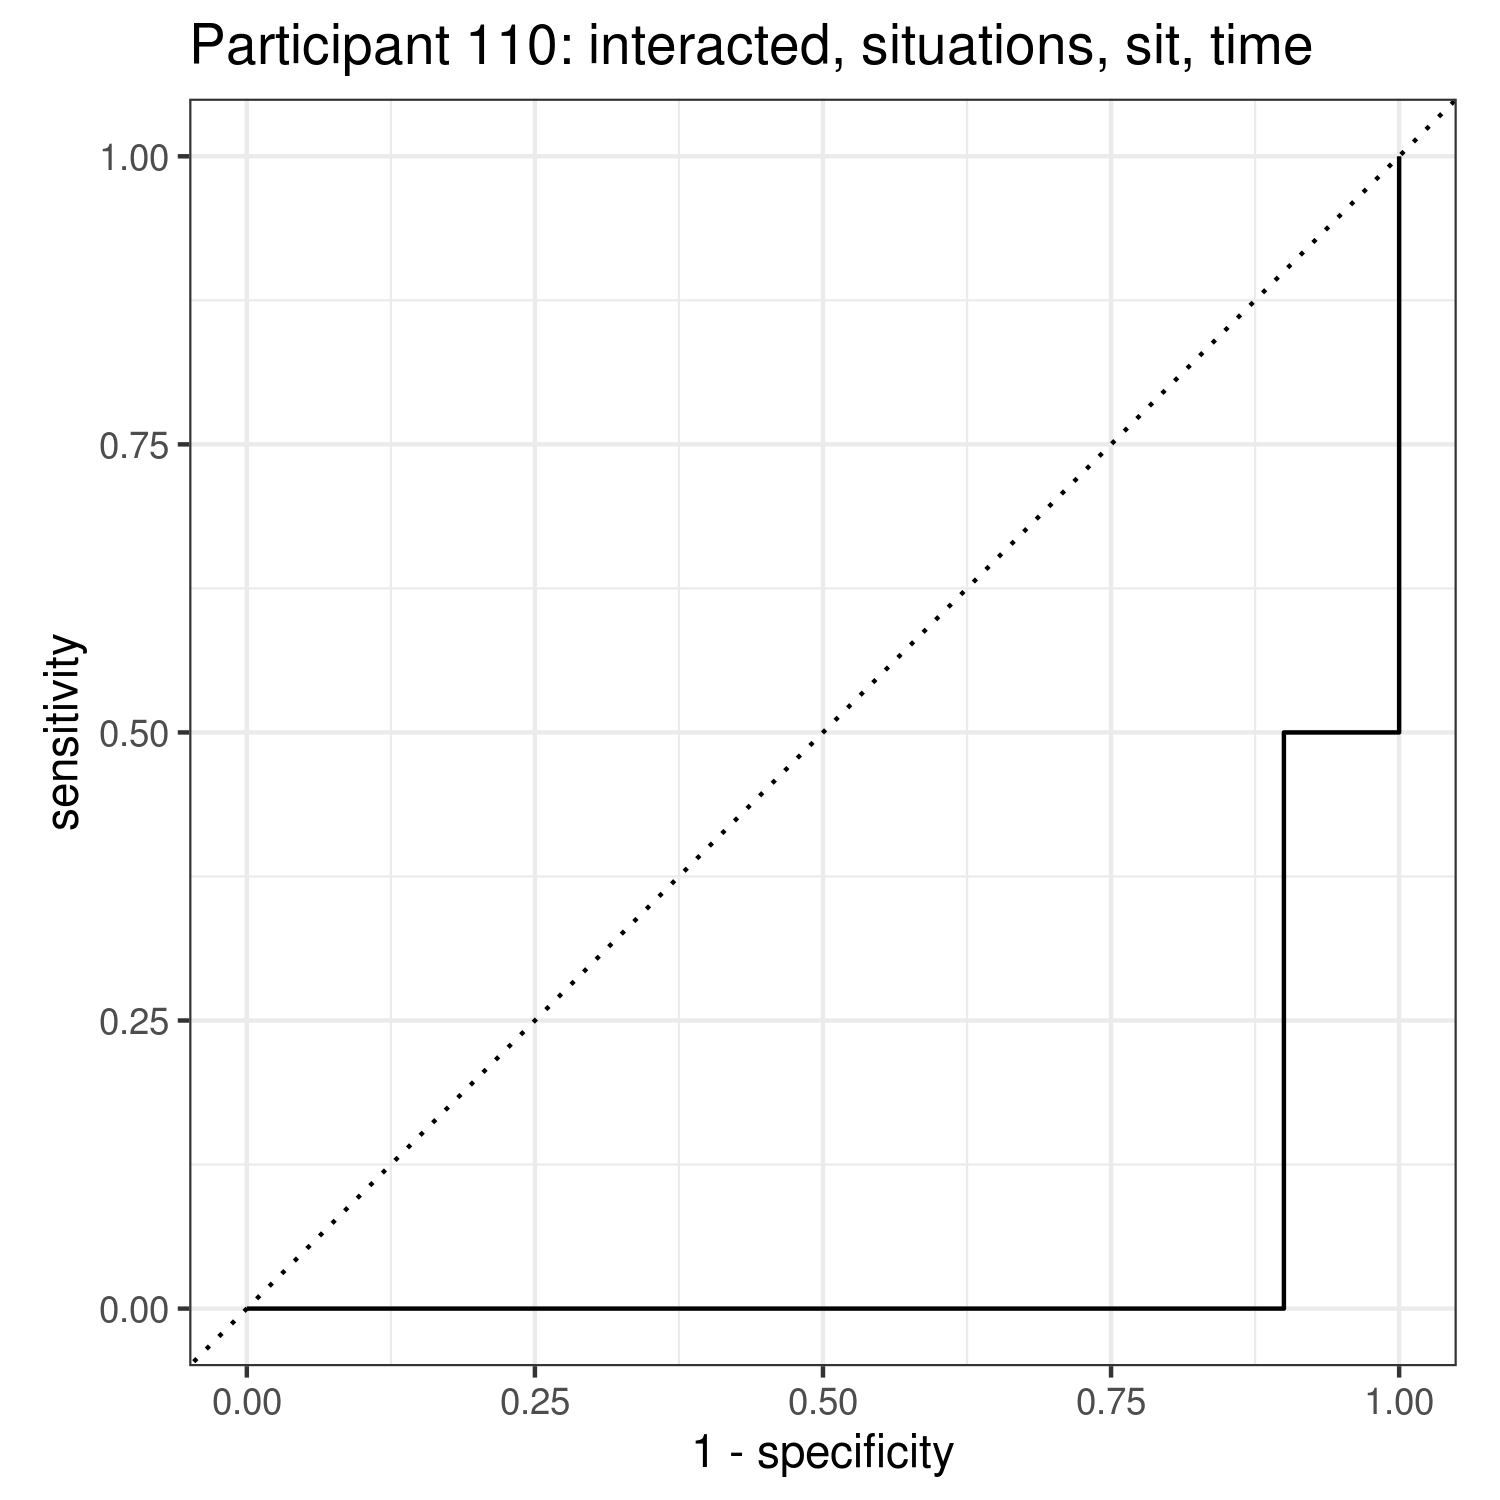 Participant 110: interacted, situations, sit, time
1.00
0.75
0.50
0.25
0.00
sensitivity
0.00 0.25 0.50 0.75 1.00
1 - specificity